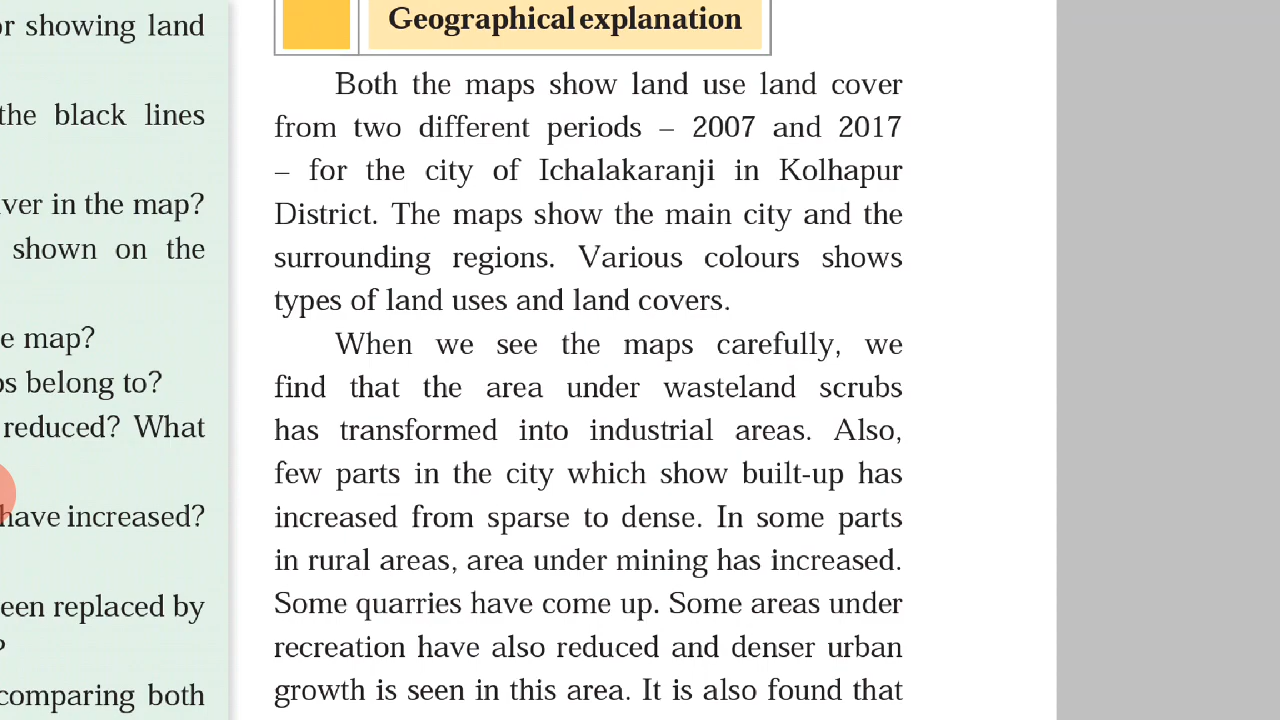 or showing land
the black lines
iver in the map?
shown on the
e map?
os belong to?
reduced? What
have increased?
een replaced by
?
comparing both
Geographical explanation
Both the maps show land use land cover
from two different periods – 2007 and 2017
– for the city of Ichalakaranji in Kolhapur
District. The maps show the main city and the
surrounding regions. Various colours shows
types of land uses and land covers.
When we see the maps carefully, we
find that the area under wasteland scrubs
has transformed into industrial areas. Also,
few parts in the city which show built-up has
increased from sparse to dense. In some parts
in rural areas, area under mining has increased.
Some quarries have come up. Some areas under
recreation have also reduced and denser urban
growth is seen in this area. It is also found that